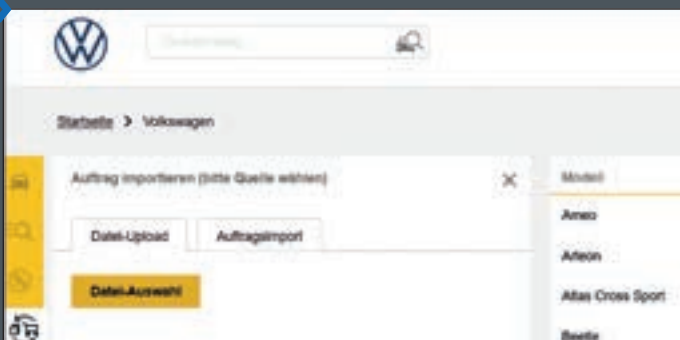 Startseite > Volkswagen
Auftrag importieren (bitte Quelle wählen)
Datei-Upload
Auftragsimport
Datei-Auswahl
Modell
Ameo
Arteon
Atlas Cross Sport
Beetle